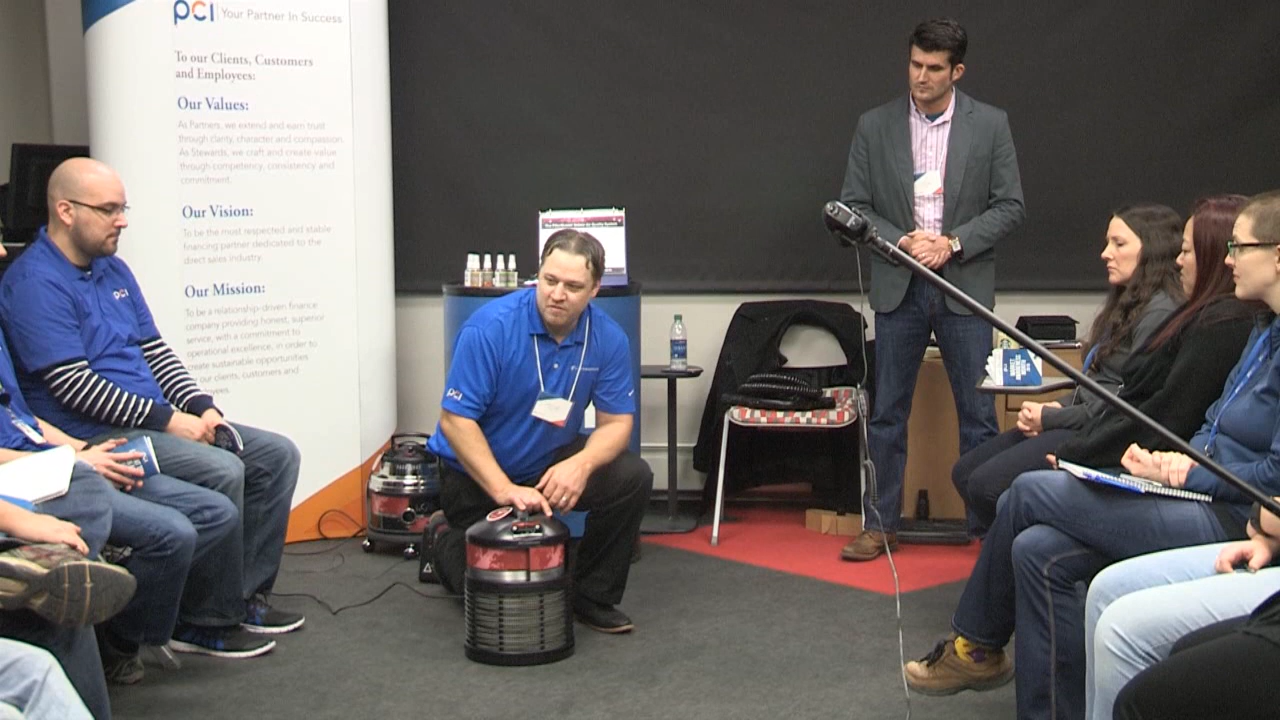 pci Your Partner In Success
To our Clients, Customers
and Employees:
Our Values:
As Partners, we extend and earn trust
through clarity, character and compassion.
As Stewards, we craft and create value
through competency, consistency and
commitment.
Our Vision:
To be the most respected and stable
financing partner dedicated to the
direct sales industry.
Our Mission:
To be a relationship-driven finance
company providing honest, superior
service, with a commitment to
operational excellence, in order to
create sustainable opportunities
our clients, customers and
pci
pci